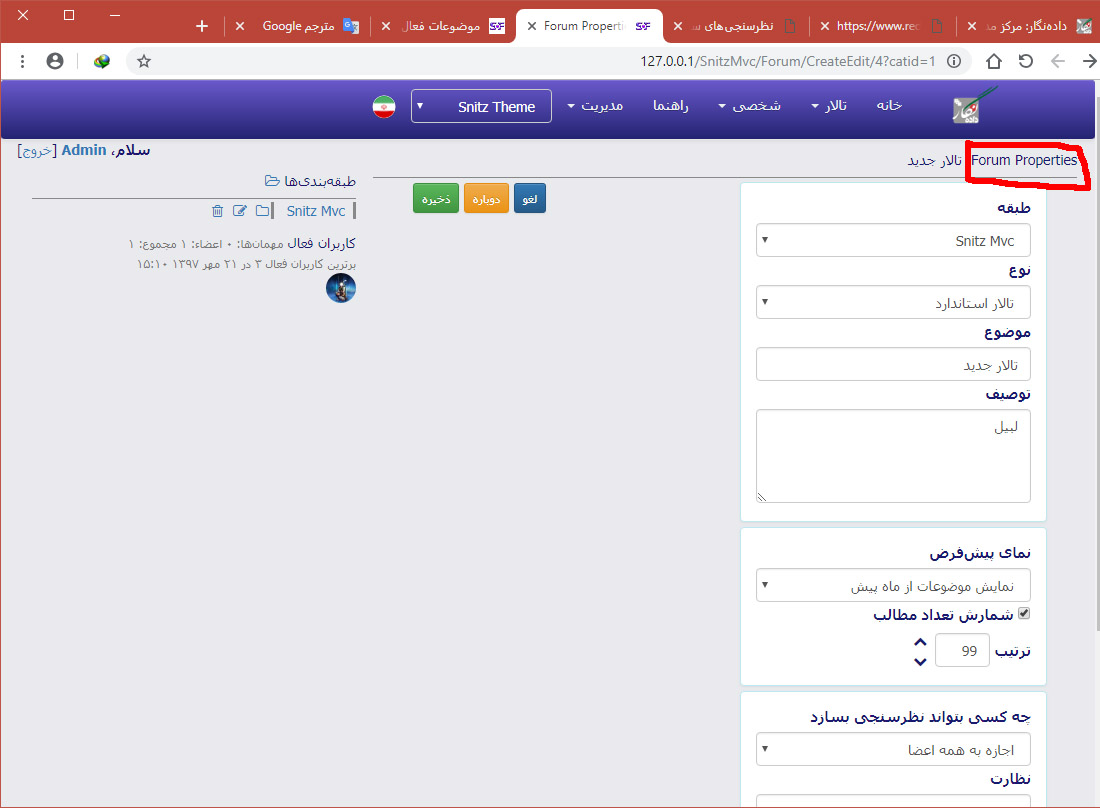 داده‌نگار: مرکز مد
https://www.rec
نظرسنجی‌های س
Forum Properti
موضوعات فعال
مترجم Google
127.0.0.1/SnitzMvc/Forum/CreateEdit/4?catid=1
خانه
تالار
شخصی
راهنما
مدیریت
Snitz Theme
سلام، Admin [خروج]
Forum Properties تالار جدید
لغو
دوباره
ذخیره
طبقه
Snitz Mvc
نوع
تالار استاندارد
موضوع
تالار جدید
توصیف
لبیل
نمای پیش‌فرض
نمایش موضوعات از ماه پیش
شمارش تعداد مطالب
ترتیب 99
چه کسی بتواند نظرسنجی بسازد
اجازه به همه اعضا
نظارت
طبقه‌بندی‌ها
Snitz Mvc
کاربران فعال مهمان‌ها: ۰ اعضاء: ۱ مجموع: ۱
برترین کاربران فعال ۳ در ۲۱ مهر ۱۳۹۷ ۱۵:۱۰